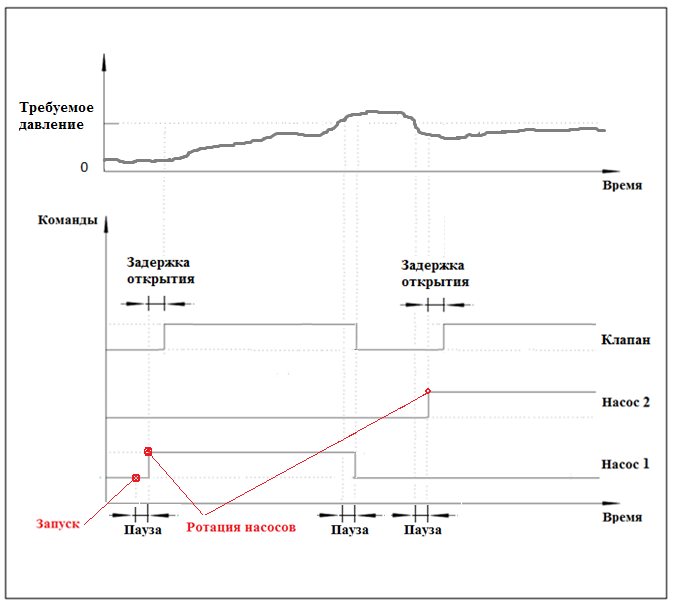 Требуемое
давление
0
Время
Команды
Задержка
открытия
Задержка
открытия
Клапан
Насос 2
Насос 1
Запуск
Пауза
Ротация насосов
Пауза
Пауза
Время